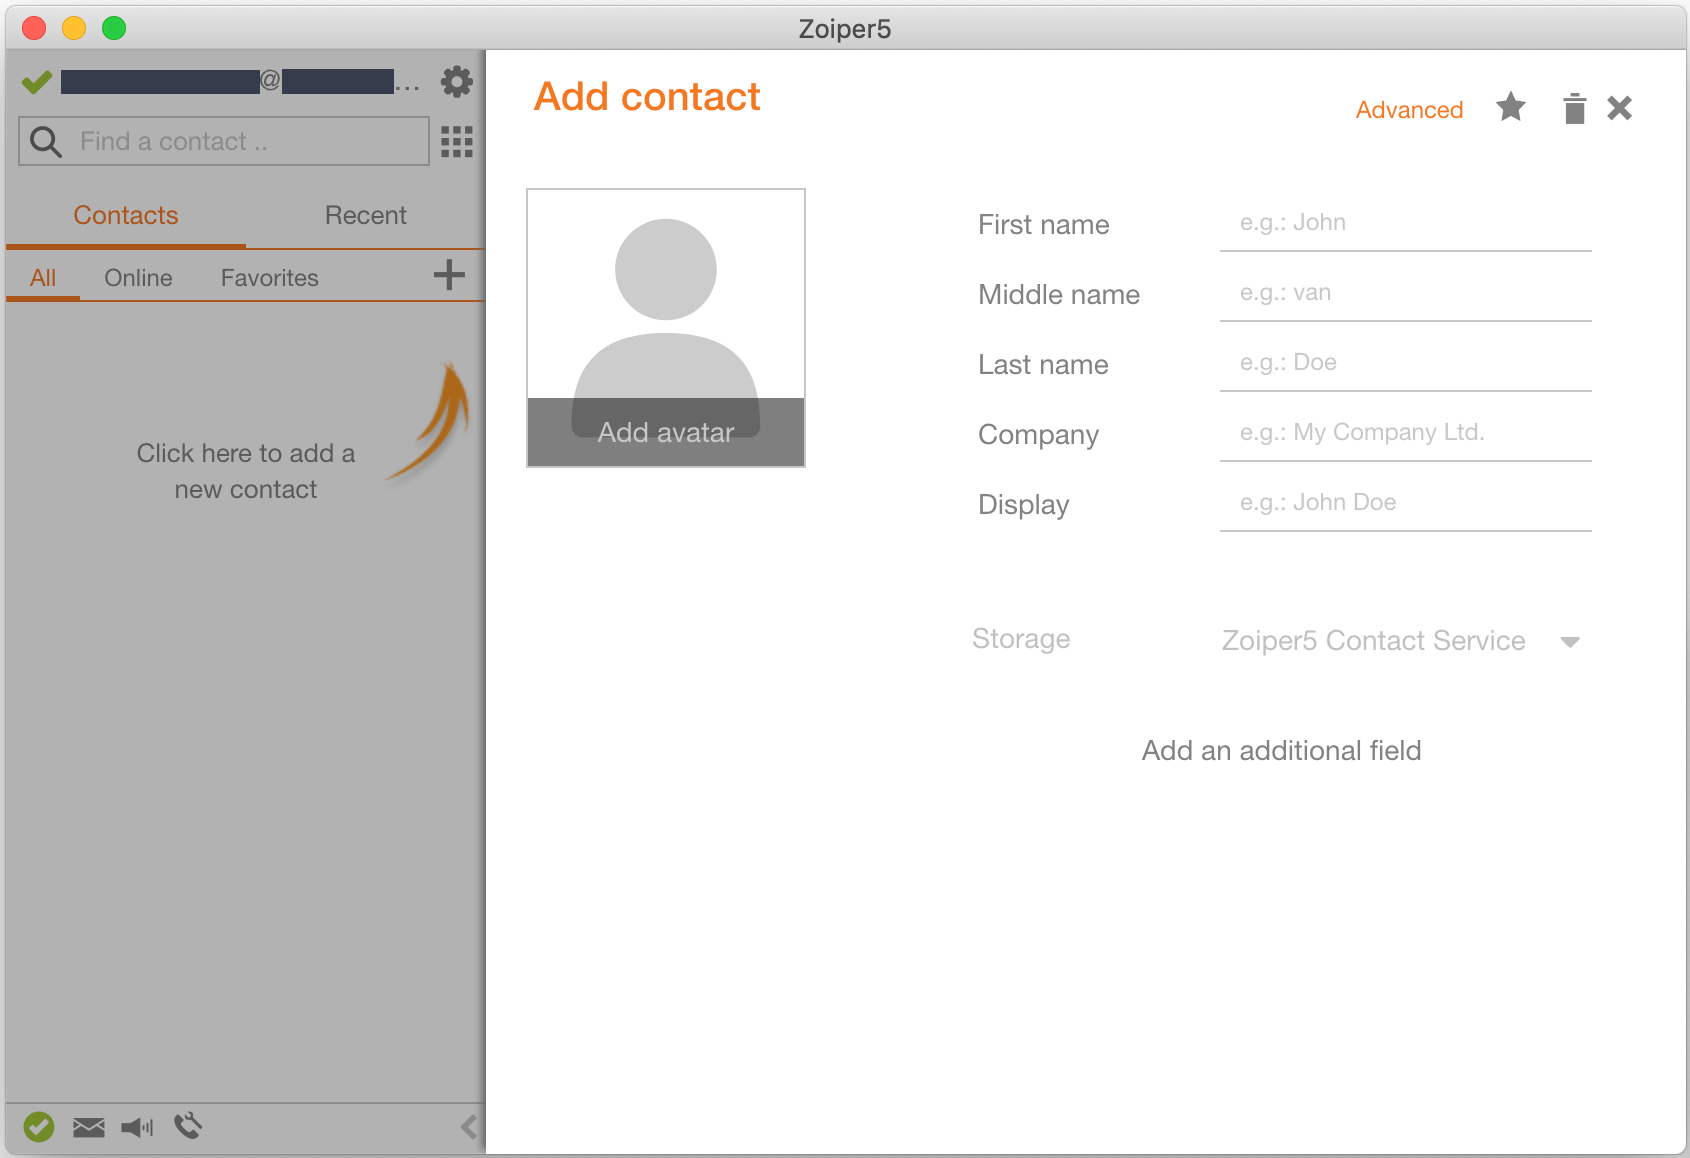 Zoiper5
@ ...
Find a contact ..
Contacts Recent
All Online Favorites
Click here to add a
new contact
Add contact
Advanced
Add avatar
First name e.g.: John
Middle name e.g.: van
Last name e.g.: Doe
Company e.g.: My Company Ltd.
Display e.g.: John Doe
Storage Zoiper5 Contact Service
Add an additional field